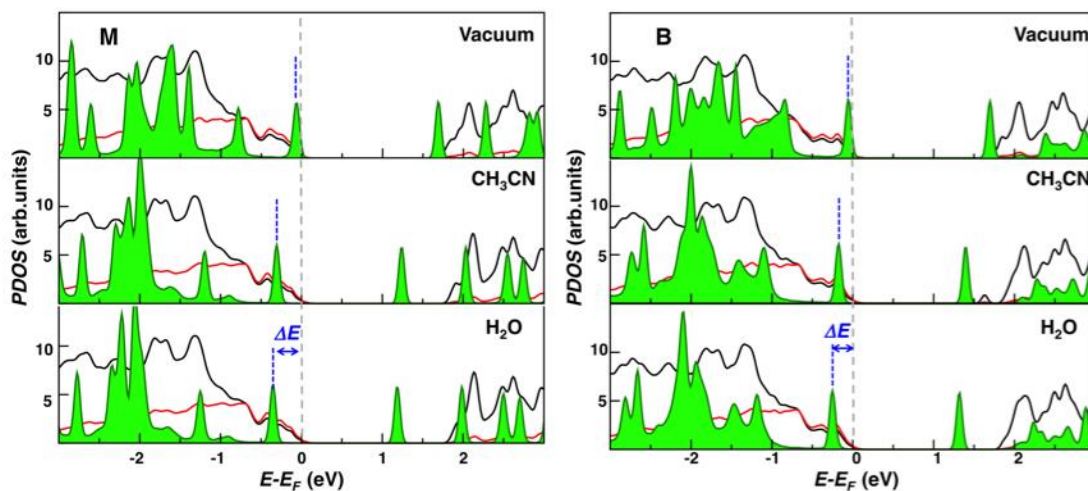 M
Vacuum
10
5
CH₃CN
10
5
H₂O
ΔE
10
5
-2
-1
0
1
2
E-E_F (eV)
PDOS (arb.units)
PDOS (arb.units)
B
Vacuum
10
5
CH₃CN
10
5
H₂O
ΔE
10
5
-2
-1
0
1
2
E-E_F (eV)